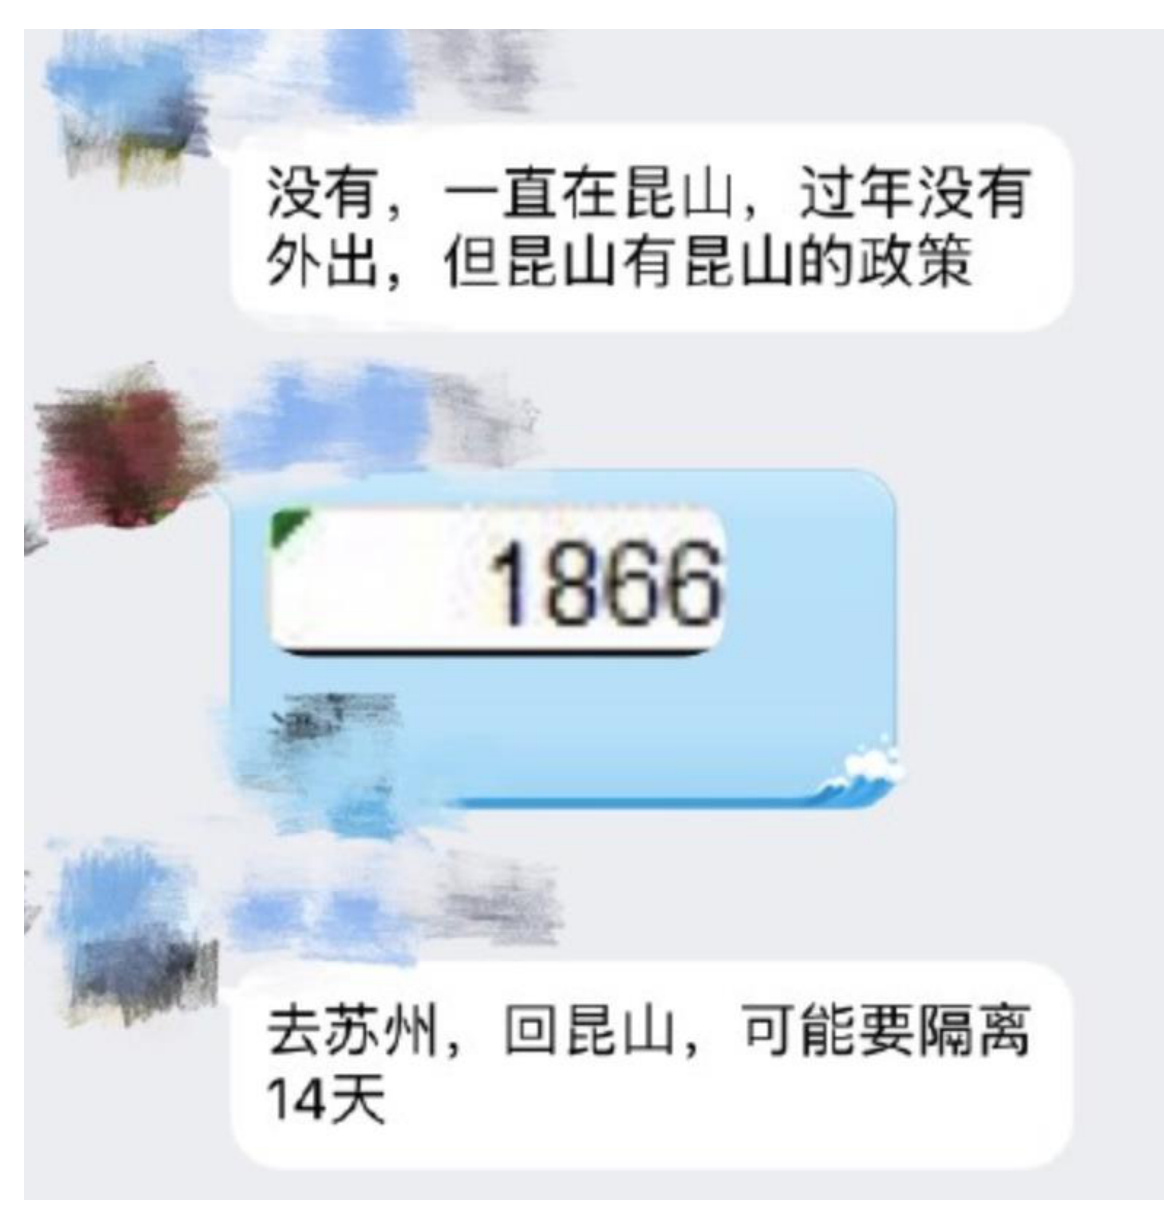 没有，一直在昆山，过年没有
外出，但昆山有昆山的政策
1866
去苏州，回昆山，可能要隔离
14天